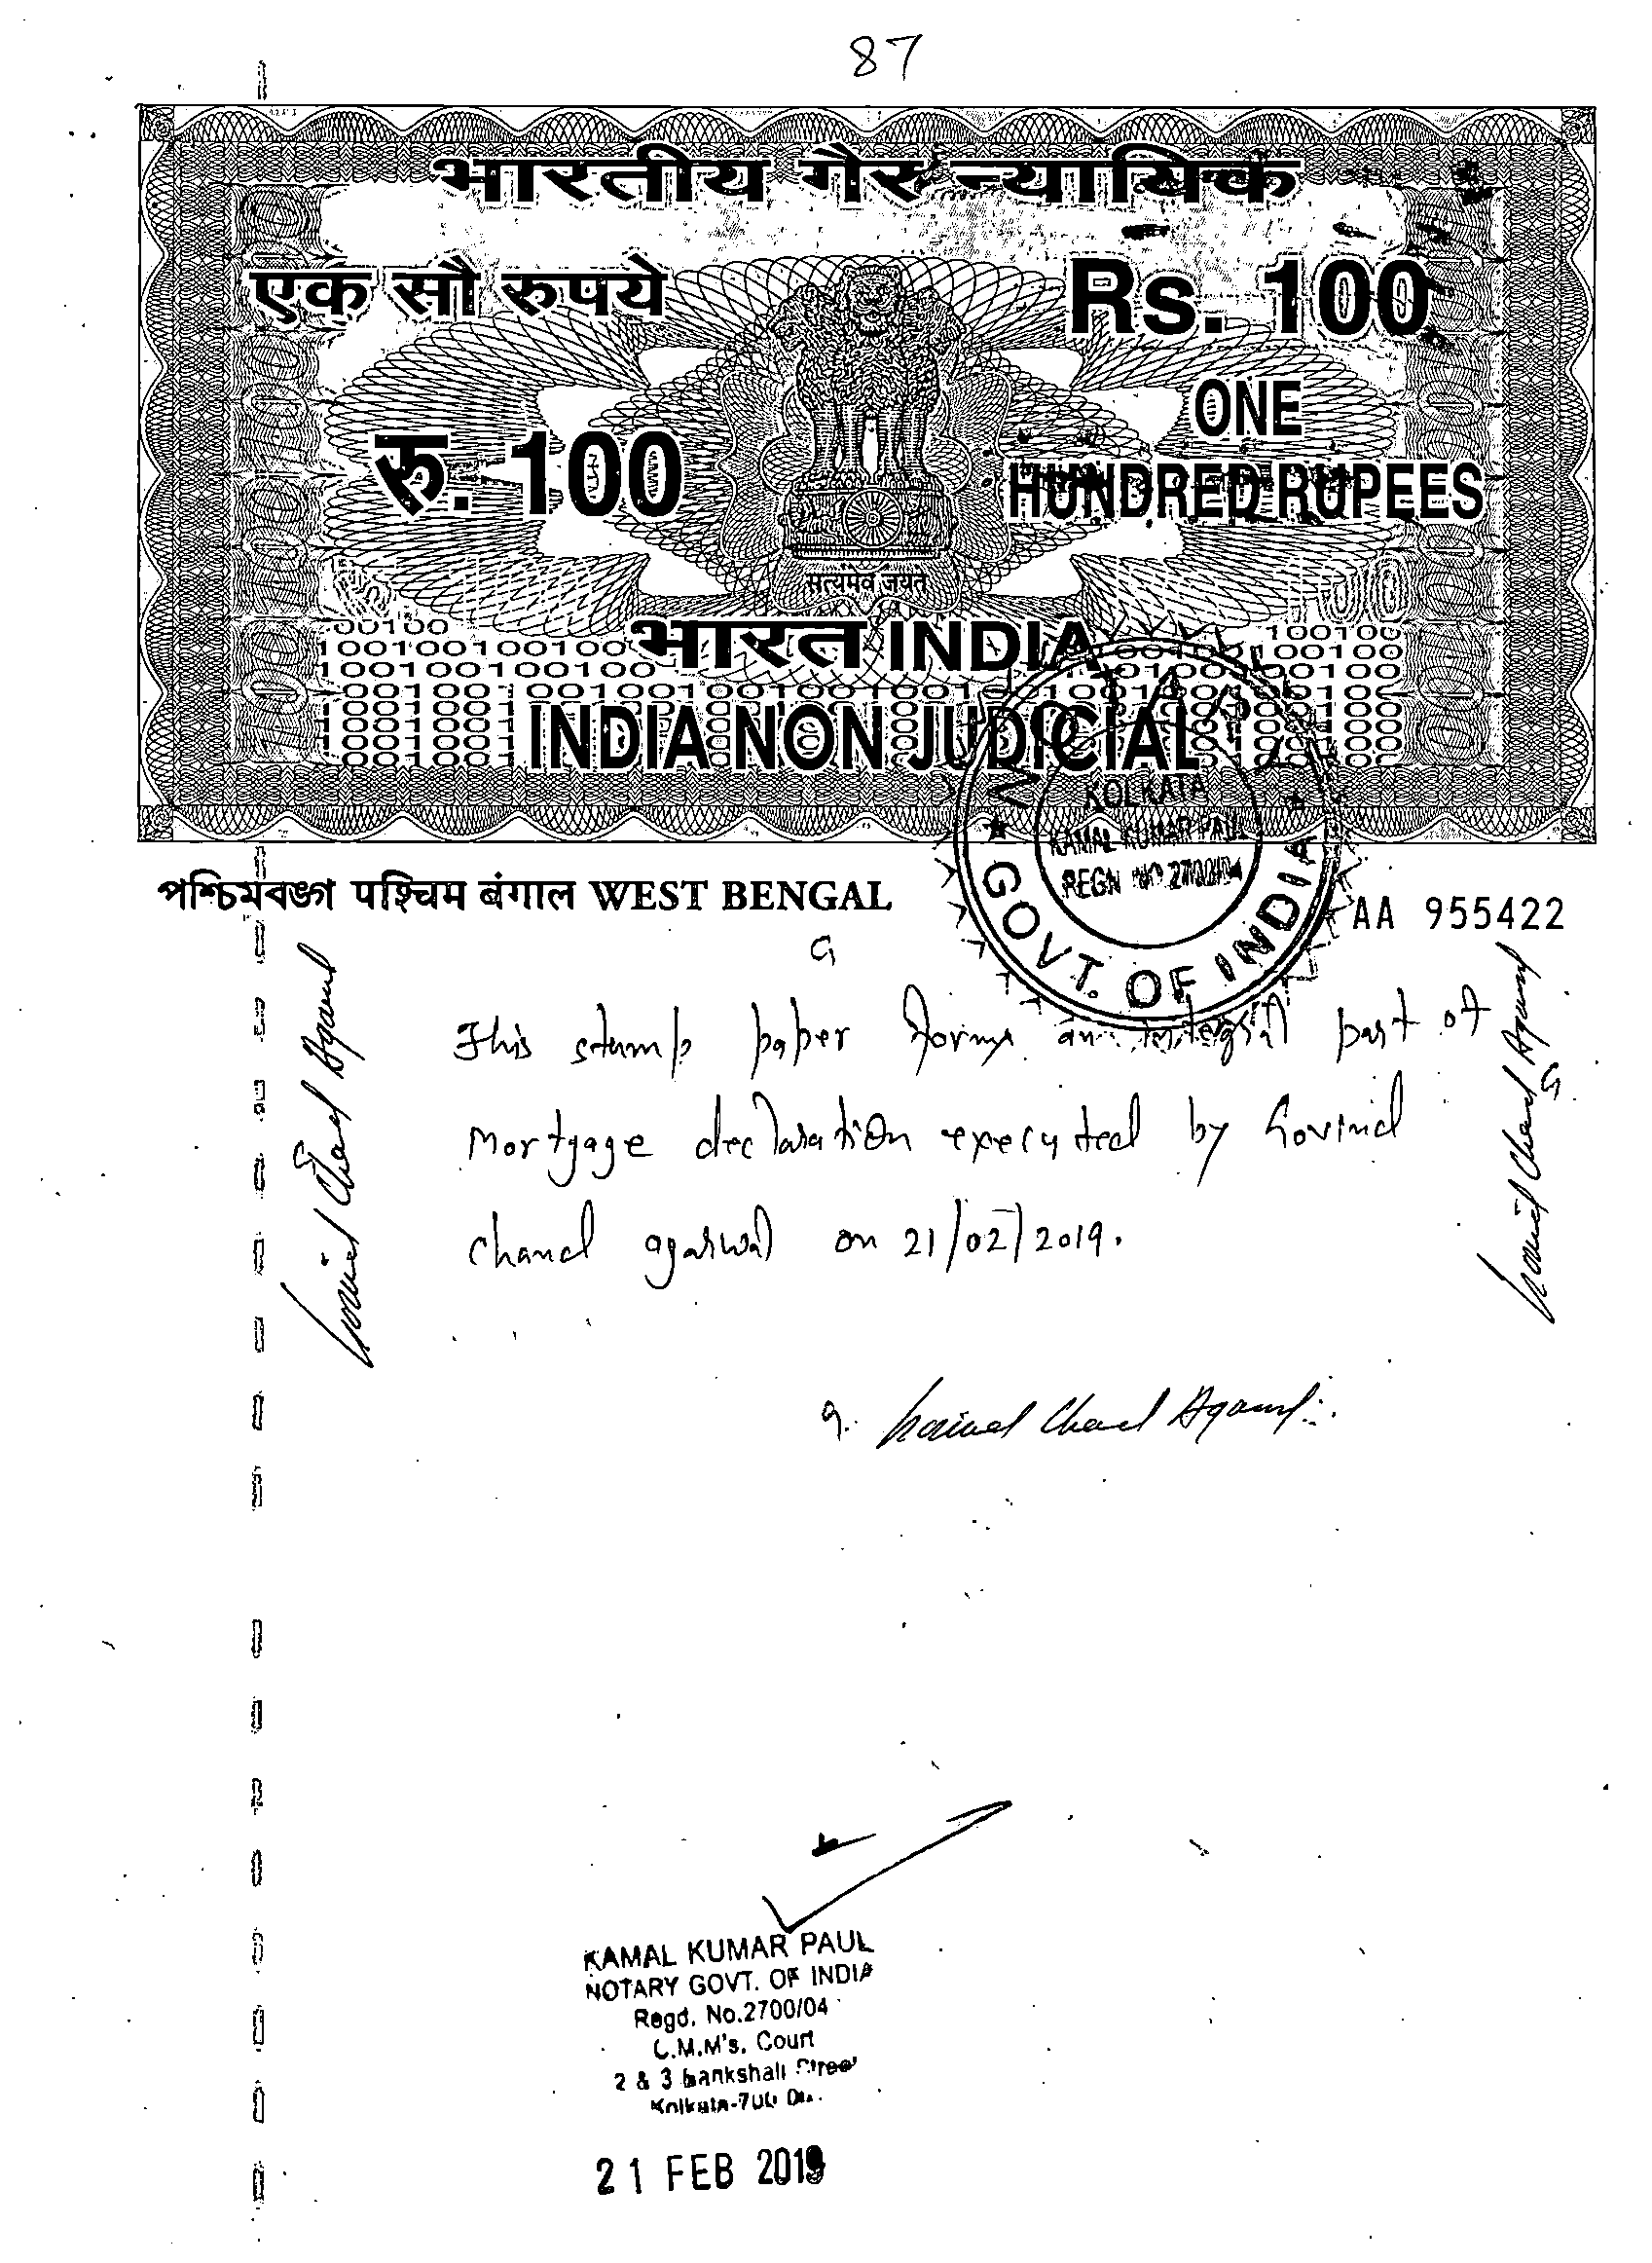 87
भारतीय गैर न्यायिक
एक सौ रुपये
Rs. 100
रु. 100
ONE
HUNDRED RUPEES
सत्यमेव जयते
भारत INDIA
INDIA NON JUDICIAL
KOLKATA
KAMAL KUMAR PAUL
REGN NO 2700/04
GOVT. OF INDIA
পশ্চিমবঙ্গ पश्चिम बंगाल WEST BENGAL
AA 955422
This stamp paper forms an integral part of
Mortgage declaration executed by Govind
chand agarwal on 21/02/2019.
Govind Chand Agarwal
Govind Chand Agarwal
Govind Chand Agarwal
KAMAL KUMAR PAUL
NOTARY GOVT. OF INDIA
Regd. No.2700/04
C.M.M's. Court
2 & 3 Bankshall Street
Kolkata-700
21 FEB 2019